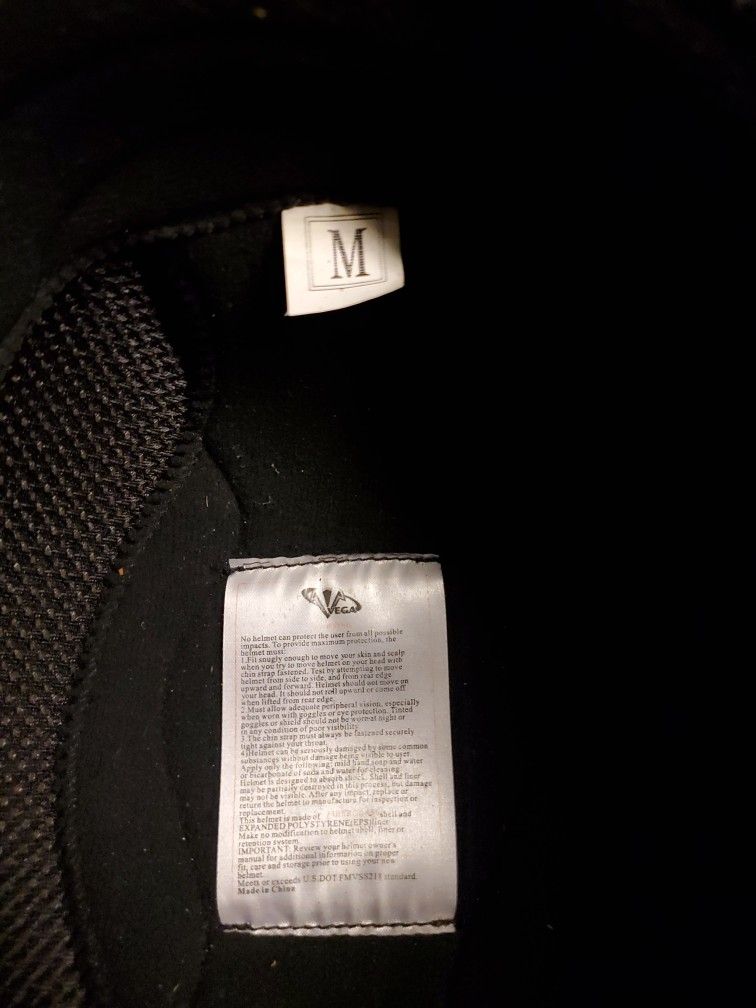 M
VEGA
No helmet can protect the user from all possible
impacts. To provide maximum protection, the
helmet must:
1.Fit snugly enough to move your skin and scalp
when you try to move helmet on your head with
chin strap fastened. Test by attempting to move
helmet from side to side, and from rear edge
upward and forward. Helmet should not move on
your head. It should not roll upward or come off
when lifted from rear edge.
2.Must allow adequate peripheral vision, especially
when worn with goggles or eye protection. Tinted
goggles or shield should not be worn at night or
in any condition of poor visibility.
3.The chin strap must always be fastened securely
tight against your throat.
4)Helmet can be seriously damaged by some common
substances without damage being visible to user.
Apply only the following: mild hand soap and water
or bicarbonate of soda and water for cleaning.
Helmet is designed to absorb shock. Shell and liner
may be partially destroyed in this process, but damage
may not be visible. After any impact, replace or
return the helmet to manufacture for inspection or
replacement.
This helmet is made of shell and
EXPANDED POLYSTYRENE(EPS)liner
Make no modification to helmet shell, liner or
retention system.
IMPORTANT: Review your helmet owner's
manual for additional information on proper
fit, care and storage prior to using your new
helmet.
Meets or exceeds U.S.DOT FMVSS218 standard.
Made in China